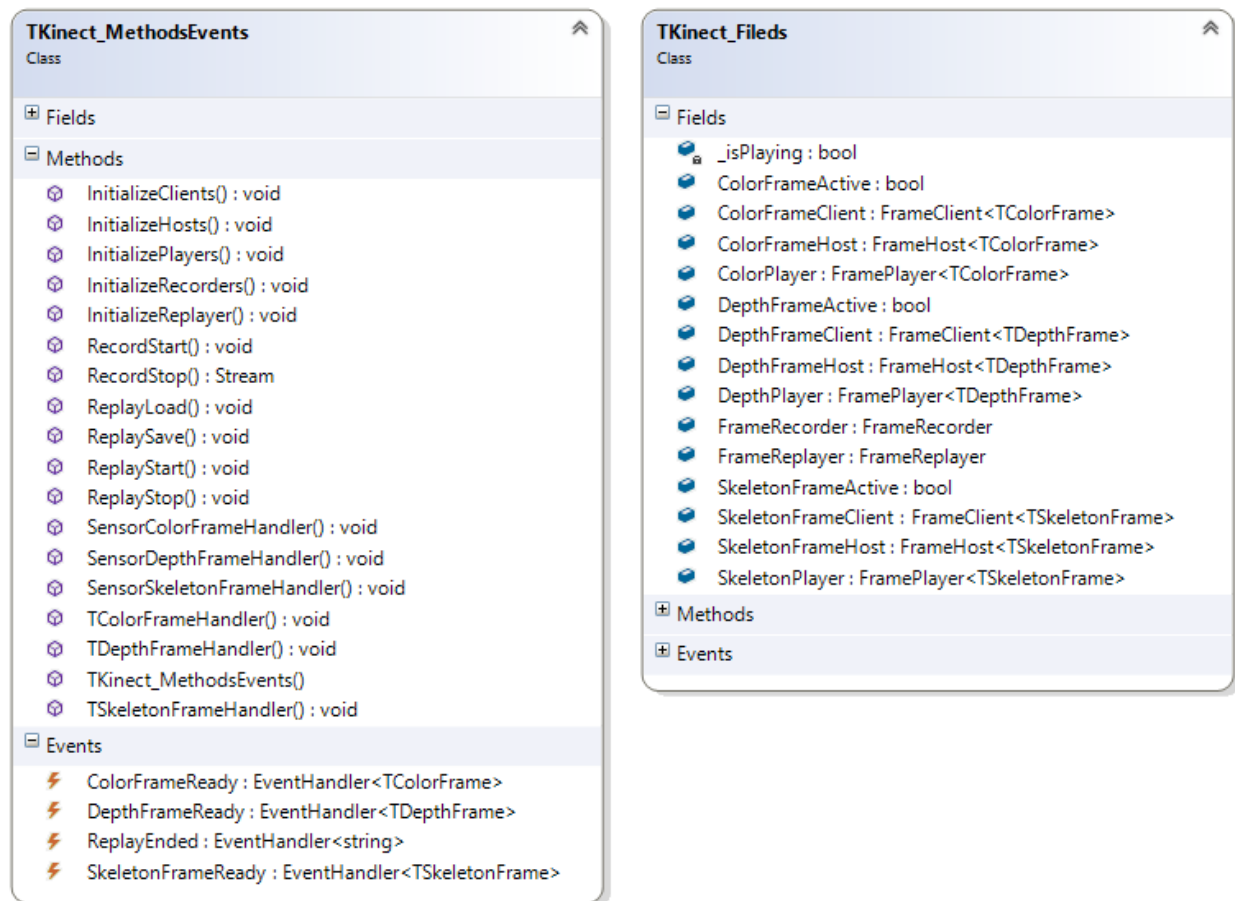 TKinect_MethodsEvents
Class
Fields
Methods
InitializeClients() : void
InitializeHosts() : void
InitializePlayers() : void
InitializeRecorders() : void
InitializeReplayer() : void
RecordStart() : void
RecordStop() : Stream
ReplayLoad() : void
ReplaySave() : void
ReplayStart() : void
ReplayStop() : void
SensorColorFrameHandler() : void
SensorDepthFrameHandler() : void
SensorSkeletonFrameHandler() : void
TColorFrameHandler() : void
TDepthFrameHandler() : void
TKinect_MethodsEvents()
TSkeletonFrameHandler() : void
Events
ColorFrameReady : EventHandler<TColorFrame>
DepthFrameReady : EventHandler<TDepthFrame>
ReplayEnded : EventHandler<string>
SkeletonFrameReady : EventHandler<TSkeletonFrame>
TKinect_Fileds
Class
Fields
_isPlaying : bool
ColorFrameActive : bool
ColorFrameClient : FrameClient<TColorFrame>
ColorFrameHost : FrameHost<TColorFrame>
ColorPlayer : FramePlayer<TColorFrame>
DepthFrameActive : bool
DepthFrameClient : FrameClient<TDepthFrame>
DepthFrameHost : FrameHost<TDepthFrame>
DepthPlayer : FramePlayer<TDepthFrame>
FrameRecorder : FrameRecorder
FrameReplayer : FrameReplayer
SkeletonFrameActive : bool
SkeletonFrameClient : FrameClient<TSkeletonFrame>
SkeletonFrameHost : FrameHost<TSkeletonFrame>
SkeletonPlayer : FramePlayer<TSkeletonFrame>
Methods
Events